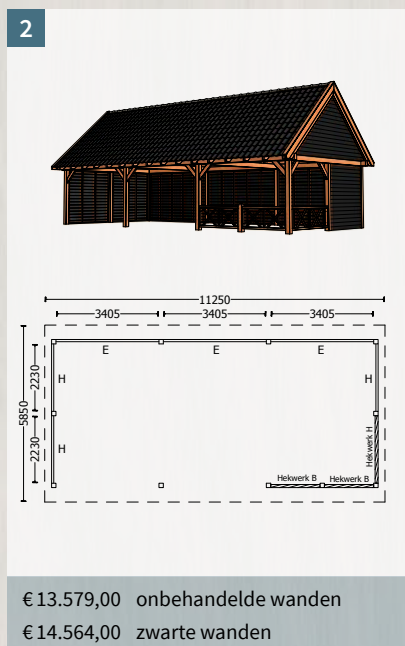 2
11250
3405 3405 3405
E E E
5850
2230
2230
H H
H
Hekwerk H
Hekwerk B Hekwerk B
€ 13.579,00 onbehandelde wanden
€ 14.564,00 zwarte wanden